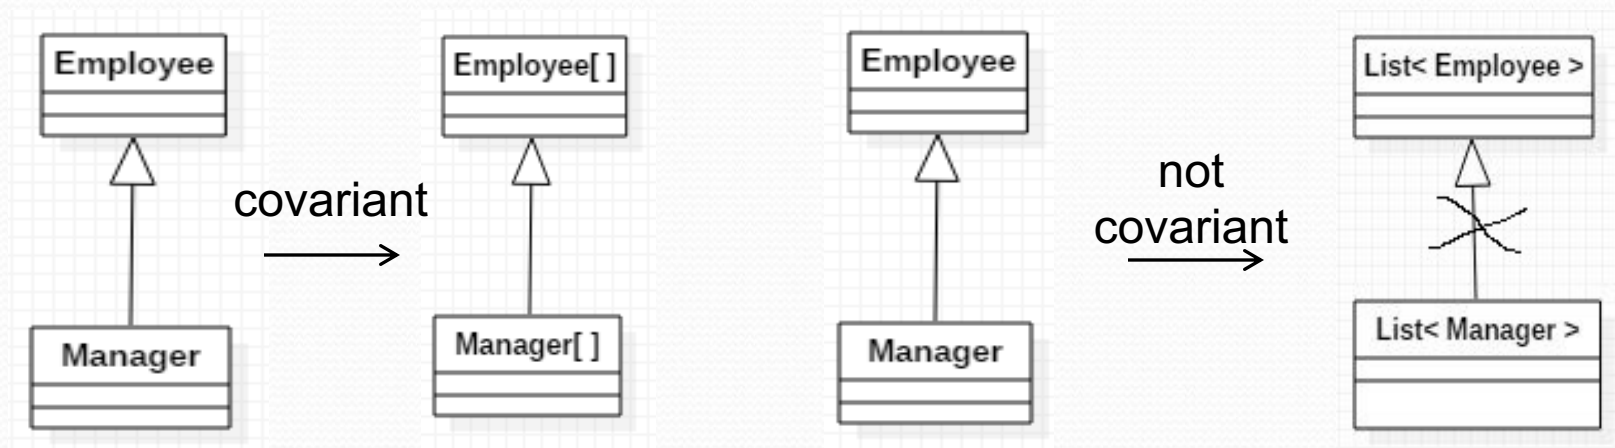 Employee
Manager
covariant
Employee[ ]
Manager[ ]
Employee
Manager
not
covariant
List< Employee >
List< Manager >